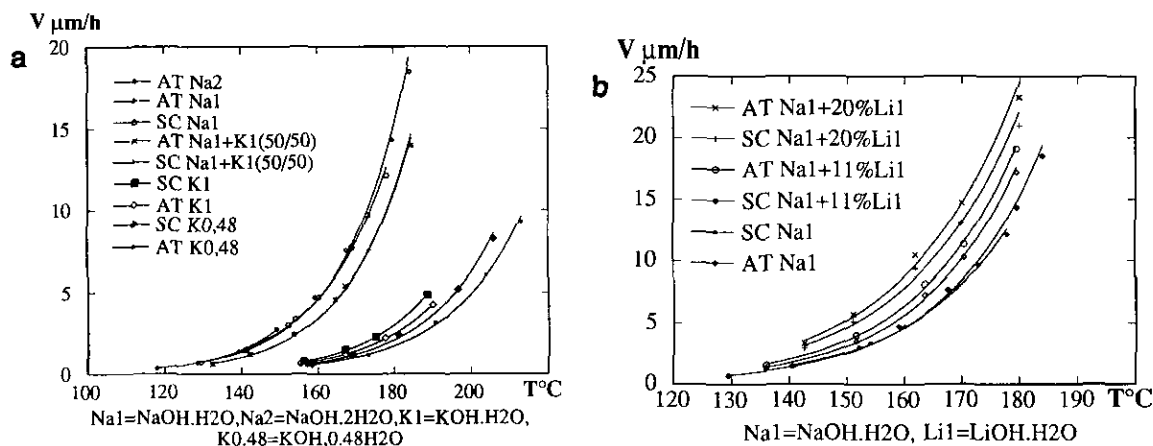 V µm/h
a
20
15
10
5
0
AT Na2
AT Na1
SC Na1
AT Na1+K1(50/50)
SC Na1+K1(50/50)
SC K1
AT K1
SC K0,48
AT K0,48
100 120 140 160 180 200 T°C
Na1=NaOH.H2O,Na2=NaOH.2H2O,K1=KOH.H2O,
K0.48=KOH,0.48H2O
V µm/h
b
25
20
15
10
5
0
AT Na1+20%Li1
SC Na1+20%Li1
AT Na1+11%Li1
SC Na1+11%Li1
SC Na1
AT Na1
120 130 140 150 160 170 180 190 T°C
Na1=NaOH.H2O, Li1=LiOH.H2O